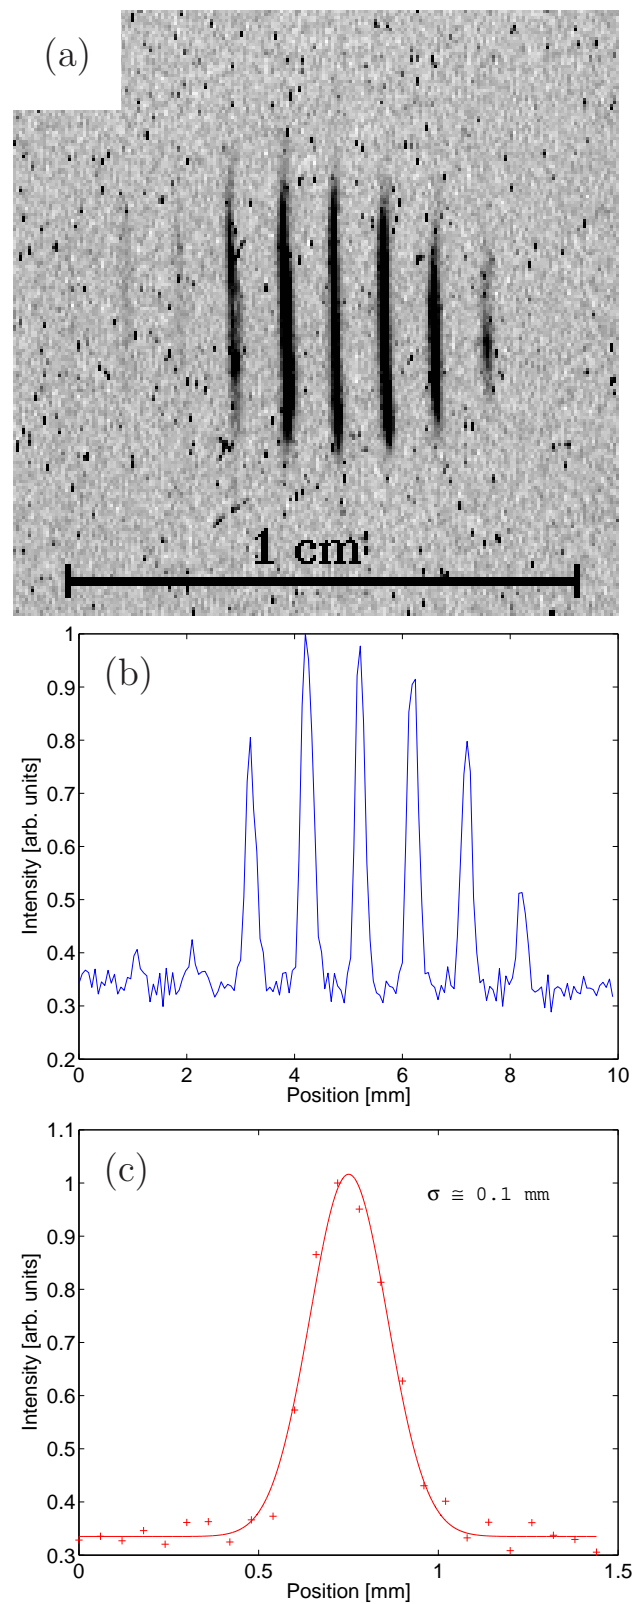 (a)
1 cm
(b)
1
0.9
0.8
0.7
0.6
0.5
0.4
0.3
0.2
Intensity [arb. units]
0 2 4 6 8 10
Position [mm]
(c)
σ ≅ 0.1 mm
1.1
1
0.9
0.8
0.7
0.6
0.5
0.4
0.3
Intensity [arb. units]
0 0.5 1 1.5
Position [mm]